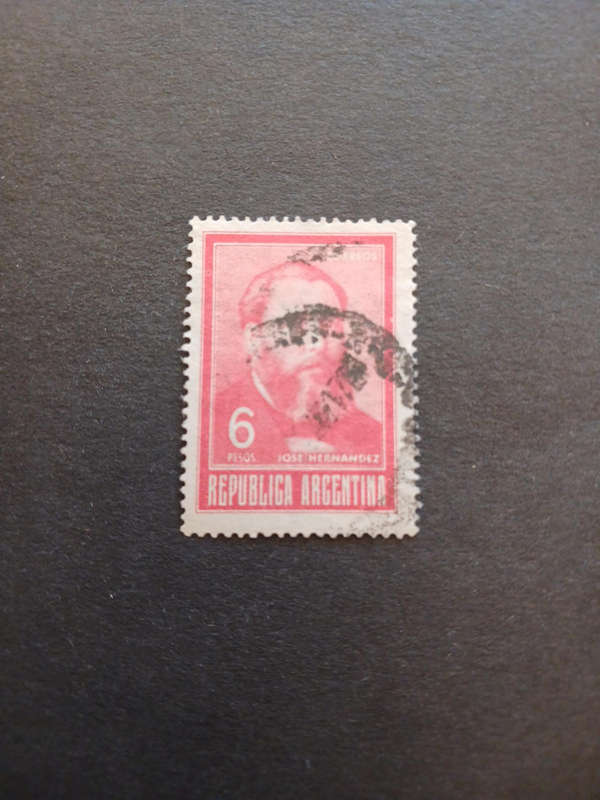 6
PESOS
JOSE HERNANDEZ
REPUBLICA ARGENTINA